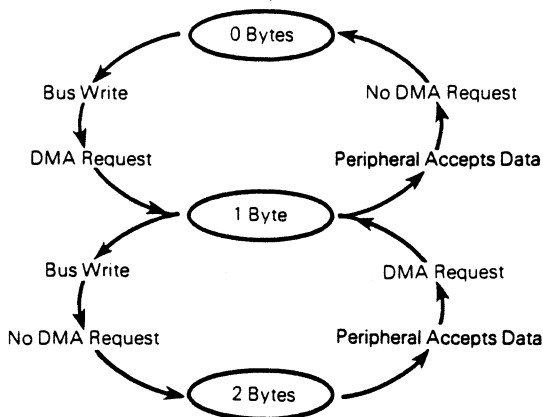 0 Bytes
Bus Write
No DMA Request
DMA Request
Peripheral Accepts Data
1 Byte
Bus Write
DMA Request
No DMA Request
Peripheral Accepts Data
2 Bytes